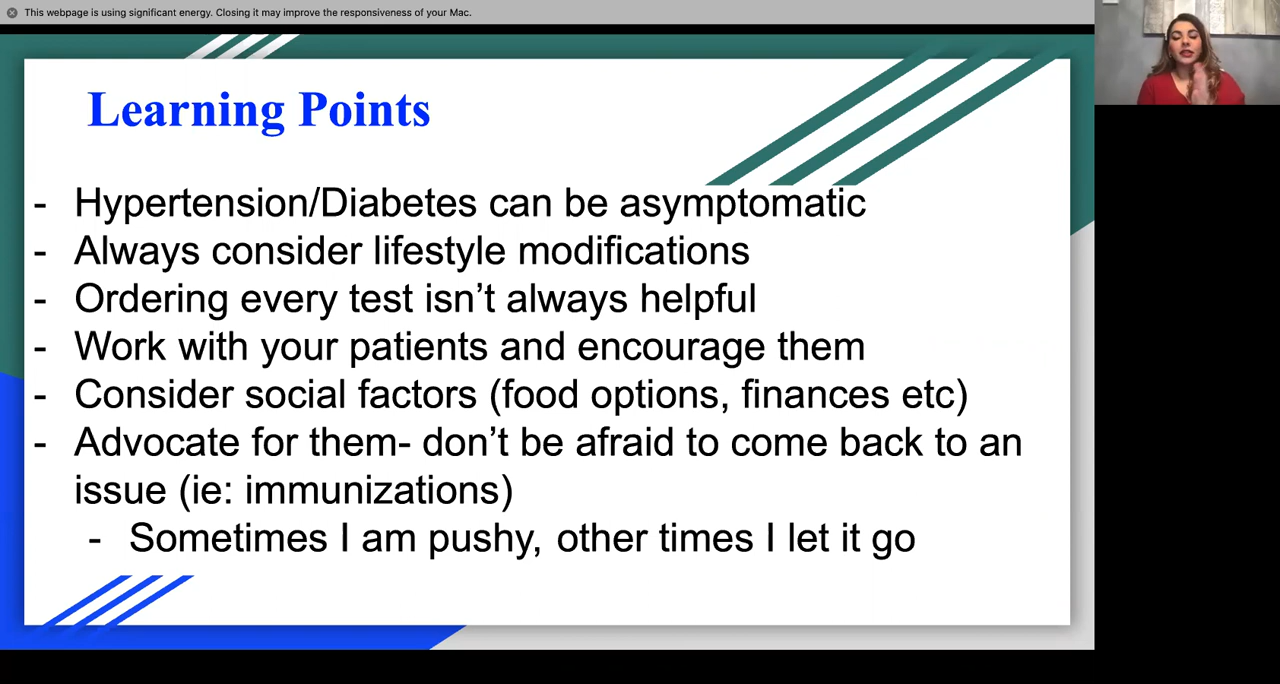 This webpage is using significant energy. Closing it may improve the responsiveness of your Mac.
Learning Points
- Hypertension/Diabetes can be asymptomatic
- Always consider lifestyle modifications
- Ordering every test isn’t always helpful
- Work with your patients and encourage them
- Consider social factors (food options, finances etc)
- Advocate for them- don’t be afraid to come back to an
issue (ie: immunizations)
- Sometimes I am pushy, other times I let it go